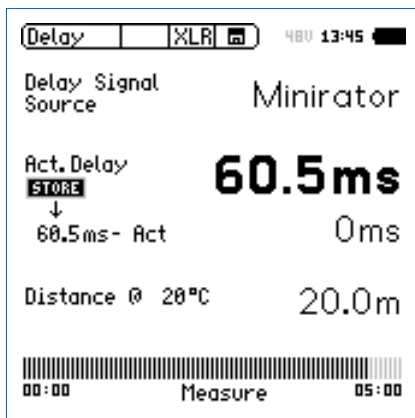 Delay XLR 48V 13:45
Delay Signal
Source
Minirator
Act. Delay
60.5ms
STORE
60.5ms- Act
0ms
Distance @ 20°C
20.0m
00:00 Measure 05:00